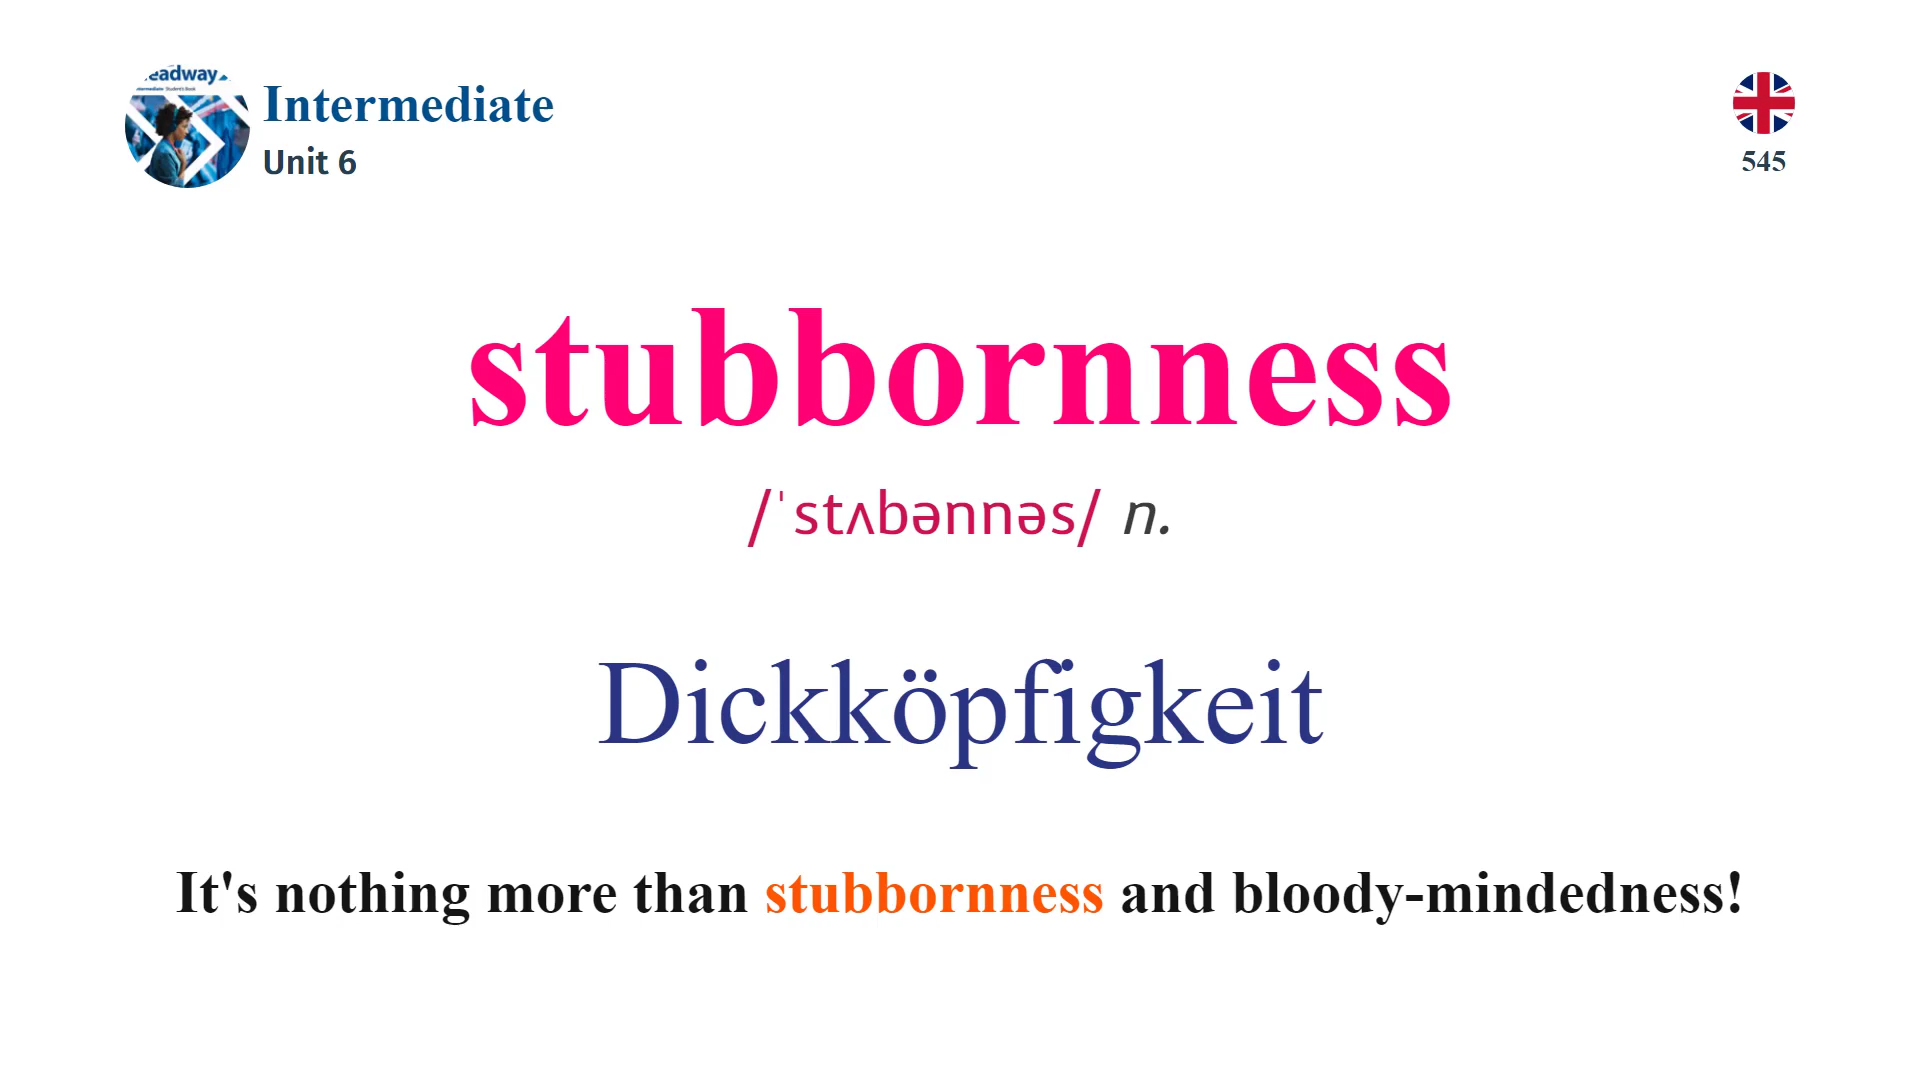 eadway
Intermediate
Unit 6
545
stubbornness
/ˈstʌbənnəs/ n.
Dickköpfigkeit
It's nothing more than stubbornness and bloody-mindedness!